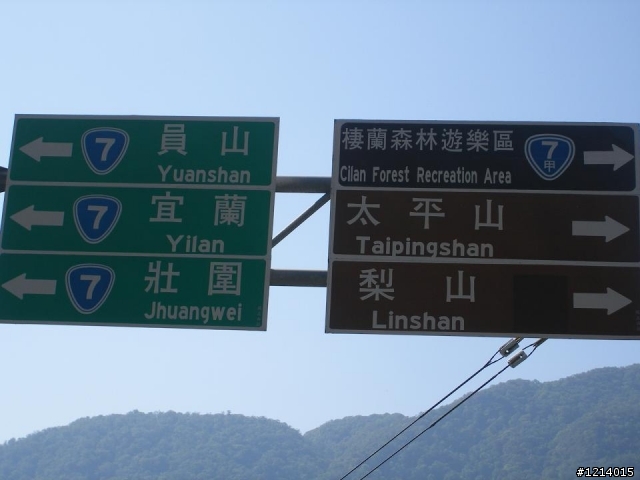 7 員山
Yuanshan
7 宜蘭
Yilan
7 壯圍
Jhuangwei
棲蘭森林遊樂區 7甲
Cilan Forest Recreation Area
太平山
Taipingshan
梨山
Linshan
#1214015